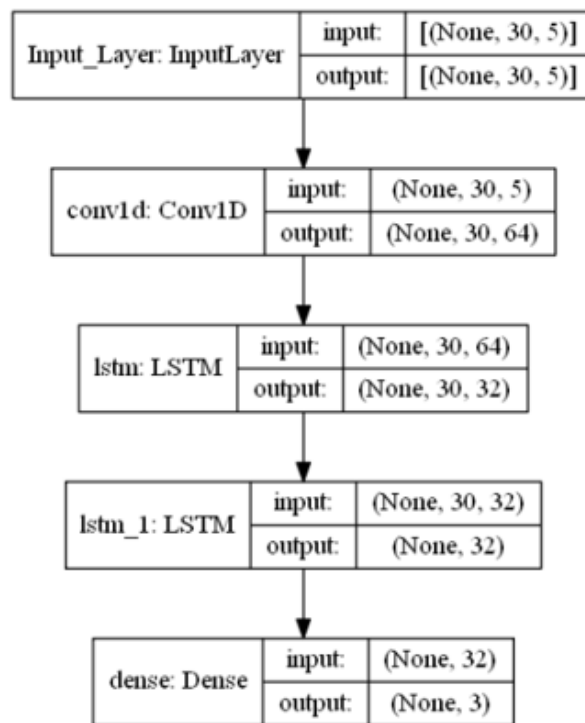 Input_Layer: InputLayer
input: [(None, 30, 5)]
output: [(None, 30, 5)]
conv1d: Conv1D
input: (None, 30, 5)
output: (None, 30, 64)
lstm: LSTM
input: (None, 30, 64)
output: (None, 30, 32)
lstm_1: LSTM
input: (None, 30, 32)
output: (None, 32)
dense: Dense
input: (None, 32)
output: (None, 3)